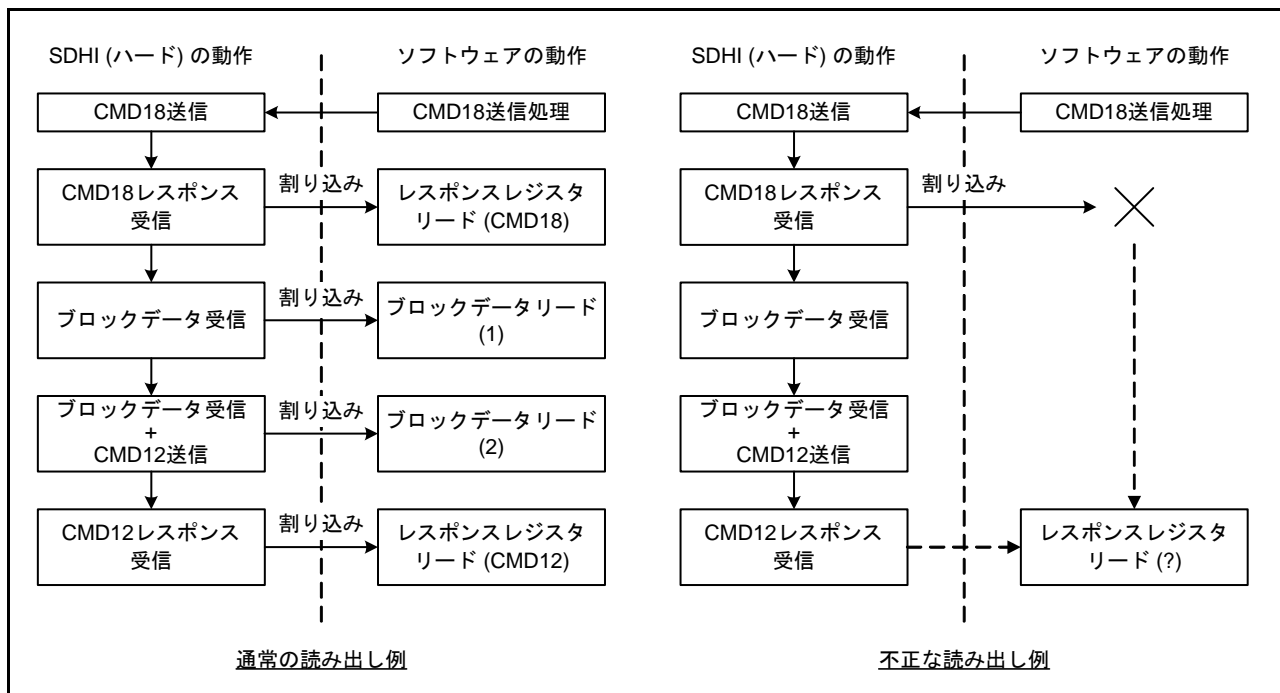 SDHI (ハード) の動作
ソフトウェアの動作
CMD18送信
CMD18送信処理
CMD18レスポンス
受信
割り込み
レスポンスレジスタ
リード (CMD18)
ブロックデータ受信
割り込み
ブロックデータリード
(1)
ブロックデータ受信
+
CMD12送信
割り込み
ブロックデータリード
(2)
CMD12レスポンス
受信
割り込み
レスポンスレジスタ
リード (CMD12)
通常の読み出し例
SDHI (ハード) の動作
ソフトウェアの動作
CMD18送信
CMD18送信処理
CMD18レスポンス
受信
割り込み
ブロックデータ受信
ブロックデータ受信
+
CMD12送信
CMD12レスポンス
受信
レスポンスレジスタ
リード (?)
不正な読み出し例